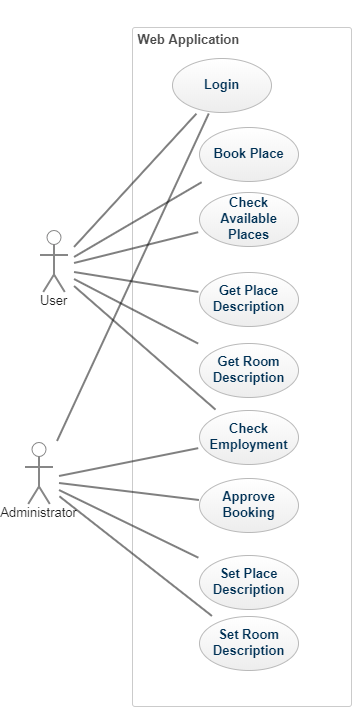 Web Application
Login
Book Place
Check
Available
Places
User
Get Place
Description
Get Room
Description
Check
Employment
Administrator
Approve
Booking
Set Place
Description
Set Room
Description